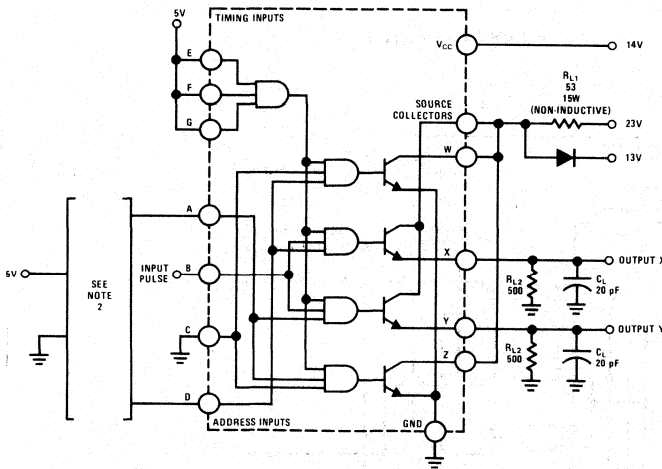 5V
TIMING INPUTS
E
F
G
VCC
14V
RL1
53
15W
(NON-INDUCTIVE)
SOURCE
COLLECTORS
23V
W
13V
A
5V
SEE
NOTE
2
INPUT
PULSE
B
X
OUTPUT X
RL2
500
CL
20 pF
C
Y
OUTPUT Y
RL2
500
CL
20 pF
Z
D
ADDRESS INPUTS
GND